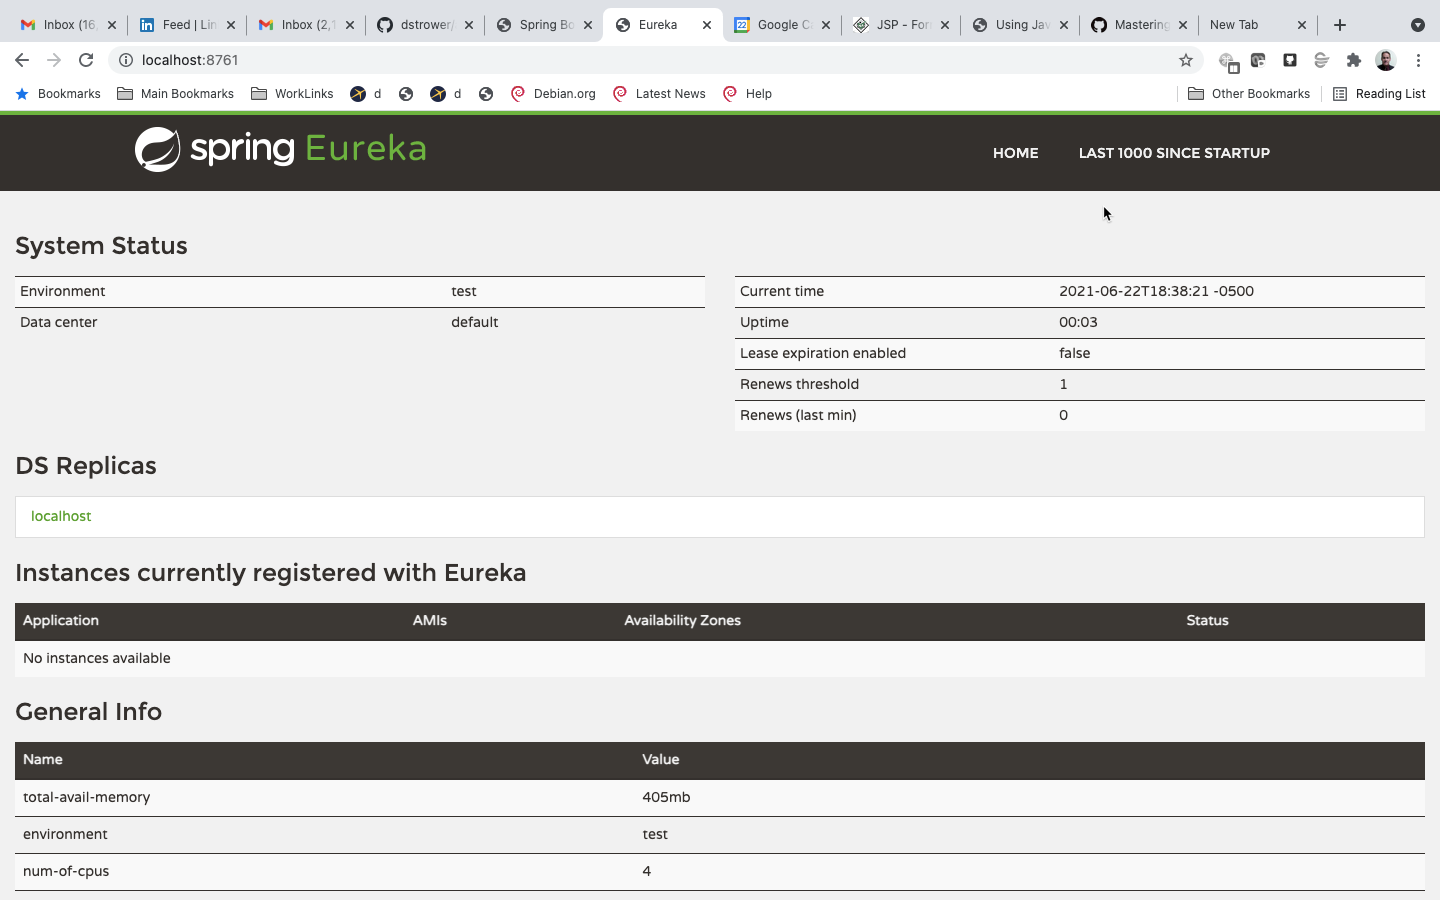 Inbox (16, Feed | Lin Inbox (2,1 dstrower/ Spring Bo Eureka Google Ca JSP - For Using Jav Mastering New Tab
localhost:8761
Bookmarks Main Bookmarks WorkLinks d d Debian.org Latest News Help Other Bookmarks Reading List
spring Eureka HOME LAST 1000 SINCE STARTUP
System Status
Environment test
Data center default
Current time 2021-06-22T18:38:21 -0500
Uptime 00:03
Lease expiration enabled false
Renews threshold 1
Renews (last min) 0
DS Replicas
localhost
Instances currently registered with Eureka
Application AMIs Availability Zones Status
No instances available
General Info
Name Value
total-avail-memory 405mb
environment test
num-of-cpus 4